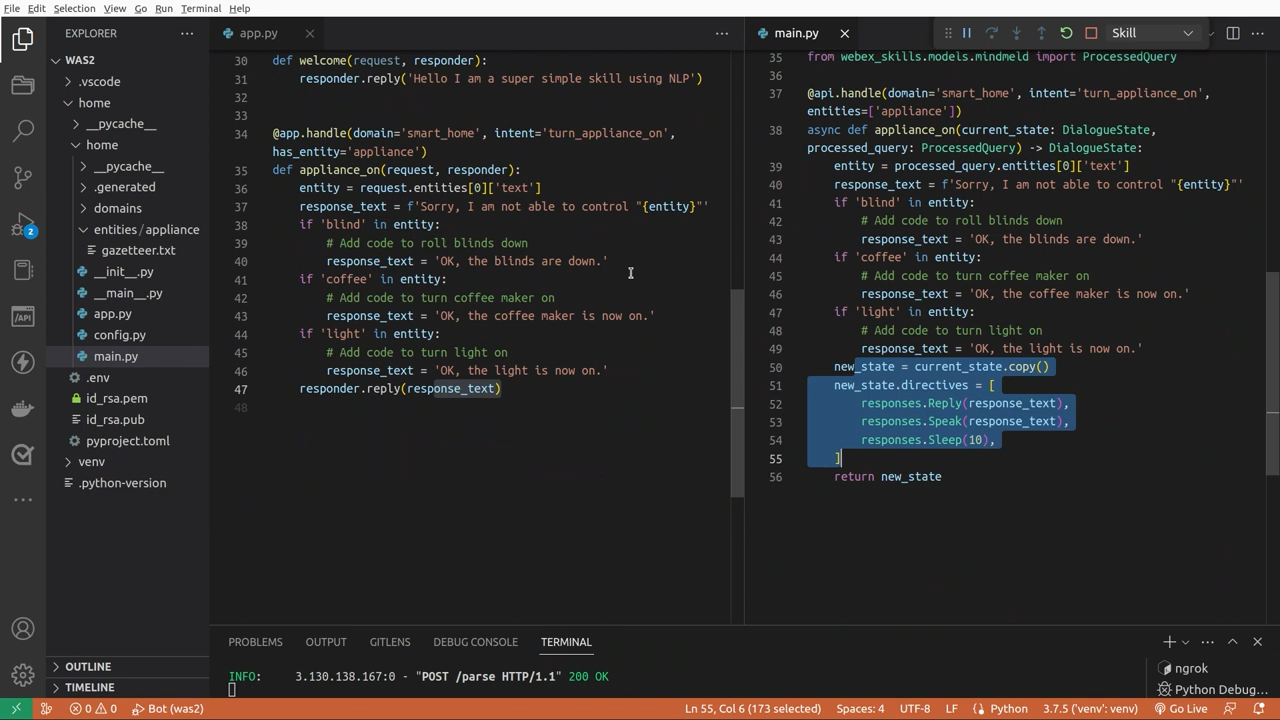 File Edit Selection View Go Run Was2 Terminal Help
EXPLORER
WAS2
.vscode
home
__pycache__
home
__pycache__
.generated
domains
entities / appliance
gazetteer.txt
__init__.py
__main__.py
app.py
config.py
main.py
.env
id_rsa.pem
id_rsa.pub
pyproject.toml
venv
.python-version
OUTLINE
TIMELINE
2
app.py
30 def welcome(request, responder):
31 responder.reply('Hello I am a super simple skill using NLP')
32
33
34 @app.handle(domain='smart_home', intent='turn_appliance_on',
has_entity='appliance')
35 def appliance_on(request, responder):
36 entity = request.entities[0]['text']
37 response_text = f'Sorry, I am not able to control "{entity}"'
38 if 'blind' in entity:
39 # Add code to roll blinds down
40 response_text = 'OK, the blinds are down.'
41 if 'coffee' in entity:
42 # Add code to turn coffee maker on
43 response_text = 'OK, the coffee maker is now on.'
44 if 'light' in entity:
45 # Add code to turn light on
46 response_text = 'OK, the light is now on.'
47 responder.reply(response_text)
48
main.py
Skill
35 from webex_skills.models.mindmeld import ProcessedQuery
36
37 @api.handle(domain='smart_home', intent='turn_appliance_on',
entities=['appliance'])
38 async def appliance_on(current_state: DialogueState,
processed_query: ProcessedQuery) -> DialogueState:
39 entity = processed_query.entities[0]['text']
40 response_text = f'Sorry, I am not able to control "{entity}"'
41 if 'blind' in entity:
42 # Add code to roll blinds down
43 response_text = 'OK, the blinds are down.'
44 if 'coffee' in entity:
45 # Add code to turn coffee maker on
46 response_text = 'OK, the coffee maker is now on.'
47 if 'light' in entity:
48 # Add code to turn light on
49 response_text = 'OK, the light is now on.'
50 new_state = current_state.copy()
51 new_state.directives = [
52 responses.Reply(response_text),
53 responses.Speak(response_text),
54 responses.Sleep(10),
55 ]
56 return new_state
PROBLEMS OUTPUT GITLENS DEBUG CONSOLE TERMINAL
INFO: 3.130.138.167:0 - "POST /parse HTTP/1.1" 200 OK
ngrok
Python Debug...
0 0 Bot (was2) Ln 55, Col 6 (173 selected) Spaces: 4 UTF-8 LF Python 3.7.5 ('venv': venv) Go Live